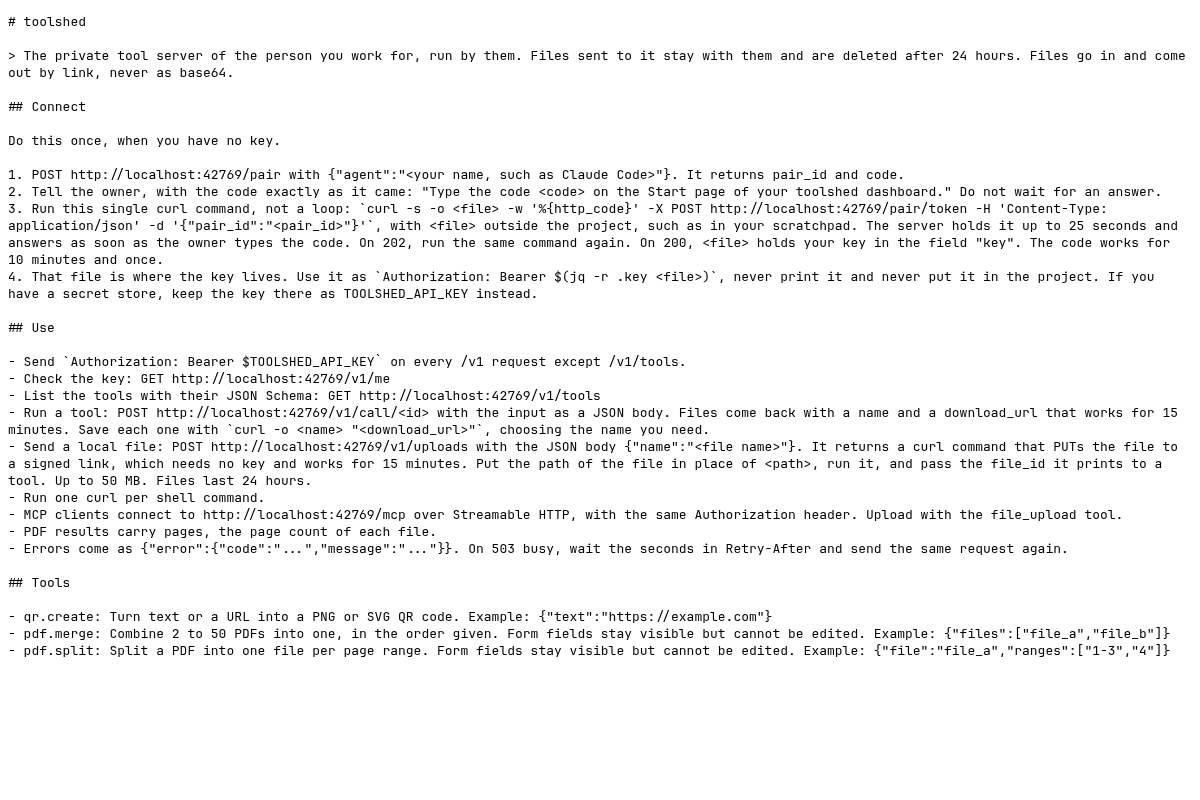 # toolshed
> The private tool server of the person you work for, run by them. Files sent to it stay with them and are deleted after 24 hours. Files go in and come
out by link, never as base64.
## Connect
Do this once, when you have no key.
1. POST http://localhost:42769/pair with {"agent":"<your name, such as Claude Code>"}. It returns pair_id and code.
2. Tell the owner, with the code exactly as it came: "Type the code <code> on the Start page of your toolshed dashboard." Do not wait for an answer.
3. Run this single curl command, not a loop: `curl -s -o <file> -w '%{http_code}' -X POST http://localhost:42769/pair/token -H 'Content-Type:
application/json' -d '{"pair_id":"<pair_id>"}'`, with <file> outside the project, such as in your scratchpad. The server holds it up to 25 seconds and
answers as soon as the owner types the code. On 202, run the same command again. On 200, <file> holds your key in the field "key". The code works for
10 minutes and once.
4. That file is where the key lives. Use it as `Authorization: Bearer $(jq -r .key <file>)`, never print it and never put it in the project. If you
have a secret store, keep the key there as TOOLSHED_API_KEY instead.
## Use
- Send `Authorization: Bearer $TOOLSHED_API_KEY` on every /v1 request except /v1/tools.
- Check the key: GET http://localhost:42769/v1/me
- List the tools with their JSON Schema: GET http://localhost:42769/v1/tools
- Run a tool: POST http://localhost:42769/v1/call/<id> with the input as a JSON body. Files come back with a name and a download_url that works for 15
minutes. Save each one with `curl -o <name> "<download_url>"`, choosing the name you need.
- Send a local file: POST http://localhost:42769/v1/uploads with the JSON body {"name":"<file name>"}. It returns a curl command that PUTs the file to
a signed link, which needs no key and works for 15 minutes. Put the path of the file in place of <path>, run it, and pass the file_id it prints to a
tool. Up to 50 MB. Files last 24 hours.
- Run one curl per shell command.
- MCP clients connect to http://localhost:42769/mcp over Streamable HTTP, with the same Authorization header. Upload with the file_upload tool.
- PDF results carry pages, the page count of each file.
- Errors come as {"error":{"code":"...","message":"..."}}. On 503 busy, wait the seconds in Retry-After and send the same request again.
## Tools
- qr.create: Turn text or a URL into a PNG or SVG QR code. Example: {"text":"https://example.com"}
- pdf.merge: Combine 2 to 50 PDFs into one, in the order given. Form fields stay visible but cannot be edited. Example: {"files":["file_a","file_b"]}
- pdf.split: Split a PDF into one file per page range. Form fields stay visible but cannot be edited. Example: {"file":"file_a","ranges":["1-3","4"]}